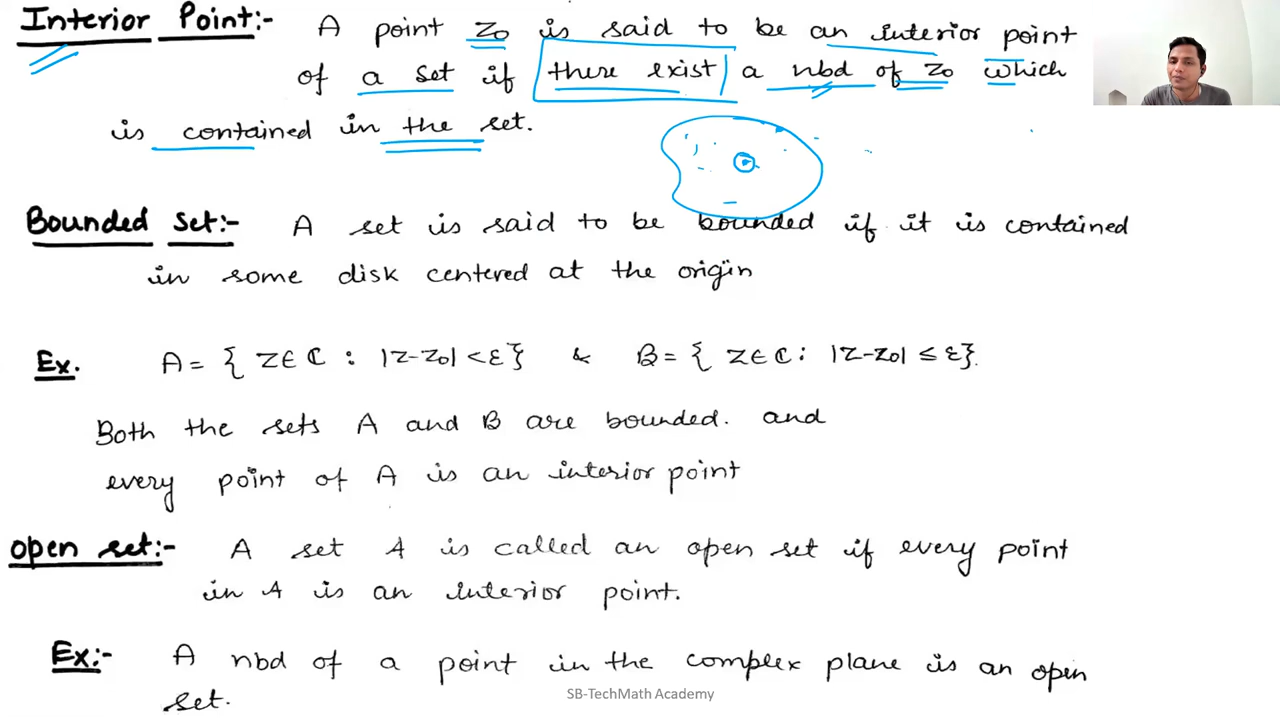 Interior Point:- A point z₀ is said to be an interior point
of a set if there exist a nbd of z₀ which
is contained in the set.
Bounded Set:- A set is said to be bounded if it is contained
in some disk centered at the origin
Ex. A = { z ∈ ℂ : |z-z₀| < ε } & B = { z ∈ ℂ : |z-z₀| ≤ ε }.
Both the sets A and B are bounded. and
every point of A is an interior point
open set:- A set A is called an open set if every point
in A is an interior point.
Ex:- A nbd of a point in the complex plane is an open
set.
SB-TechMath Academy